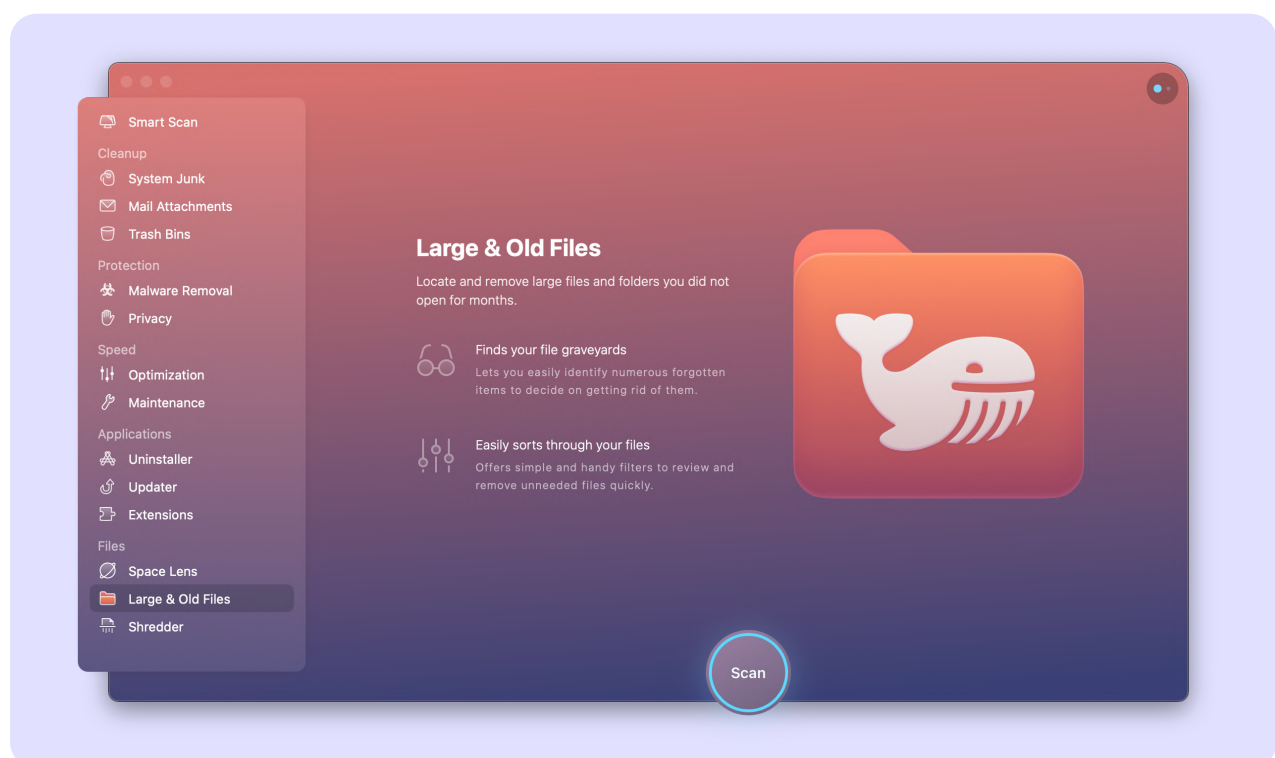 Smart Scan
Cleanup
System Junk
Mail Attachments
Trash Bins
Protection
Malware Removal
Privacy
Speed
Optimization
Maintenance
Applications
Uninstaller
Updater
Extensions
Files
Space Lens
Large & Old Files
Shredder
Large & Old Files
Locate and remove large files and folders you did not
open for months.
Finds your file graveyards
Lets you easily identify numerous forgotten
items to decide on getting rid of them.
Easily sorts through your files
Offers simple and handy filters to review and
remove unneeded files quickly.
Scan